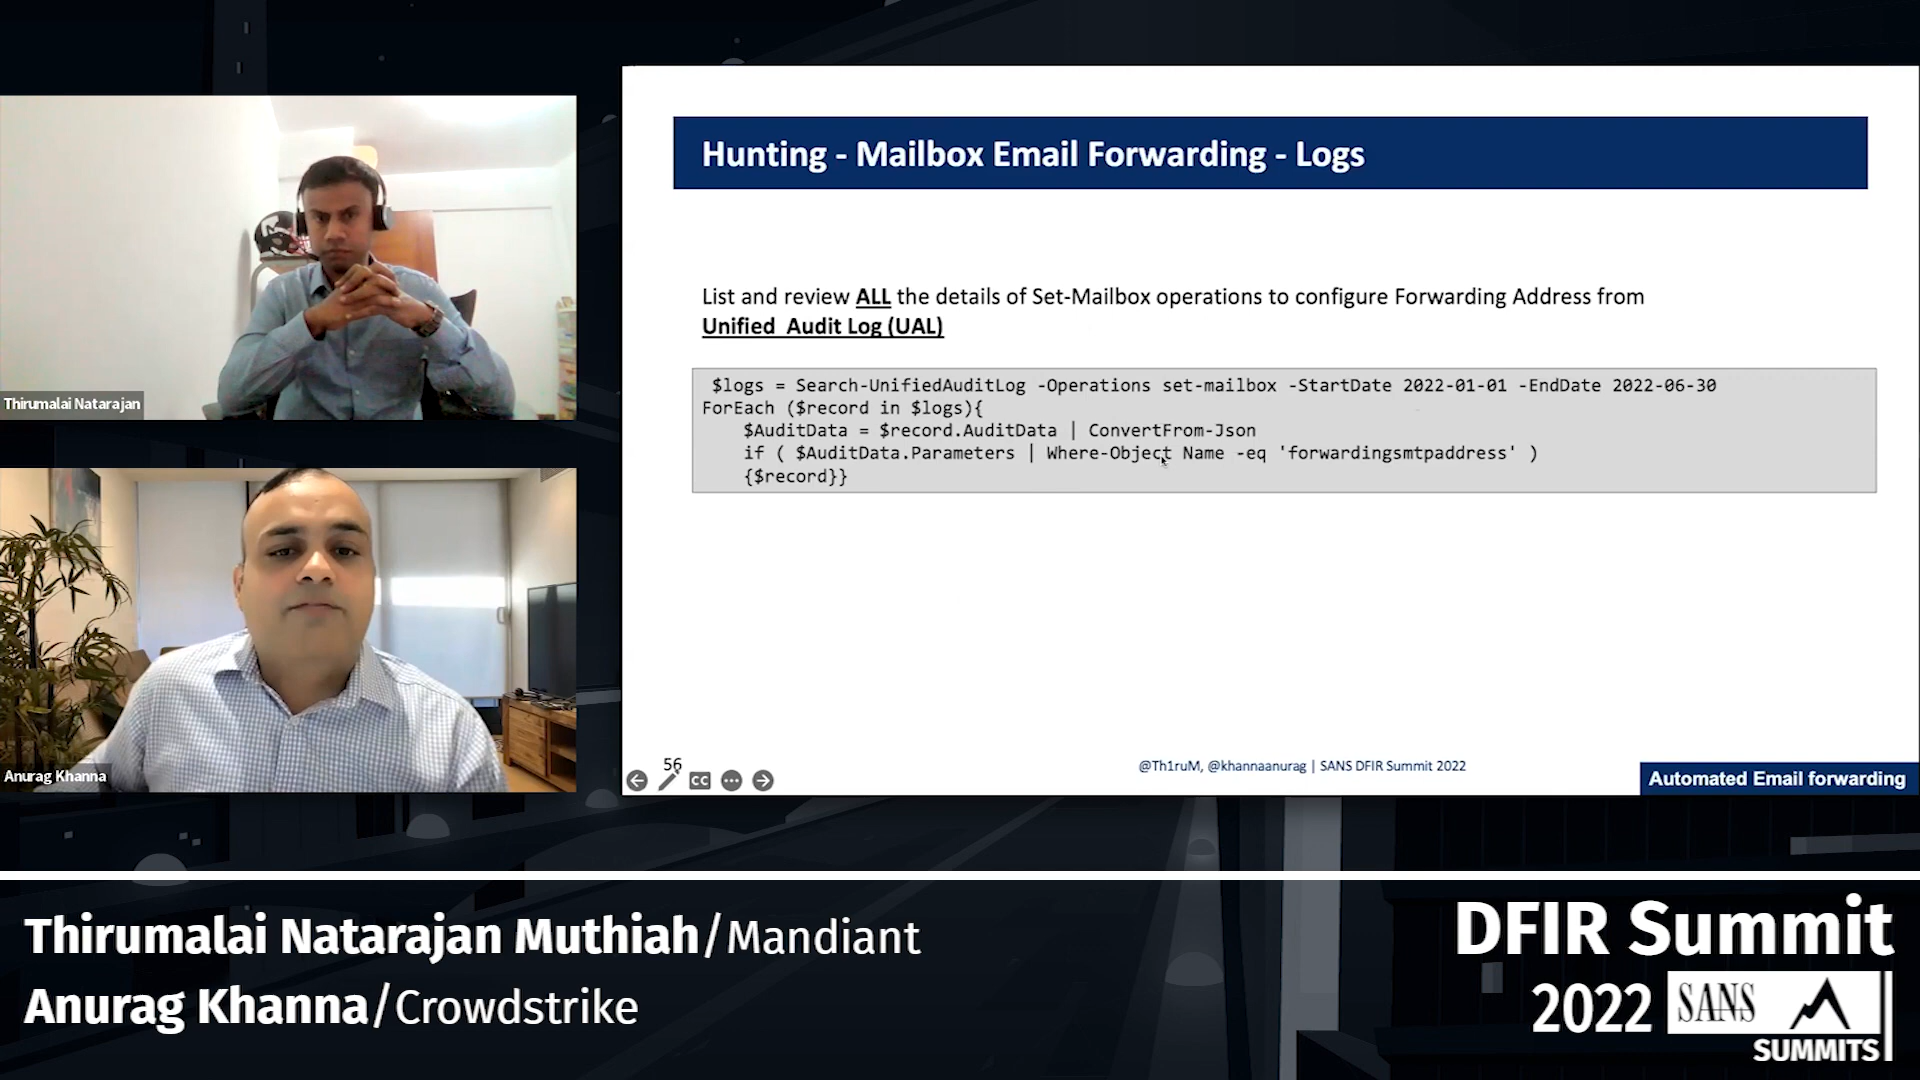 Thirumalai Natarajan
Anurag Khanna
Hunting - Mailbox Email Forwarding - Logs
List and review ALL the details of Set-Mailbox operations to configure Forwarding Address from
Unified Audit Log (UAL)
$logs = Search-UnifiedAuditLog -Operations set-mailbox -StartDate 2022-01-01 -EndDate 2022-06-30
ForEach ($record in $logs){
$AuditData = $record.AuditData | ConvertFrom-Json
if ( $AuditData.Parameters | Where-Object Name -eq 'forwardingsmtpaddress' )
{$record}}
56
CC
@Th1ruM, @khannaanurag | SANS DFIR Summit 2022
Automated Email forwarding
Thirumalai Natarajan Muthiah/Mandiant
Anurag Khanna/Crowdstrike
DFIR Summit
2022 SANS
SUMMITS